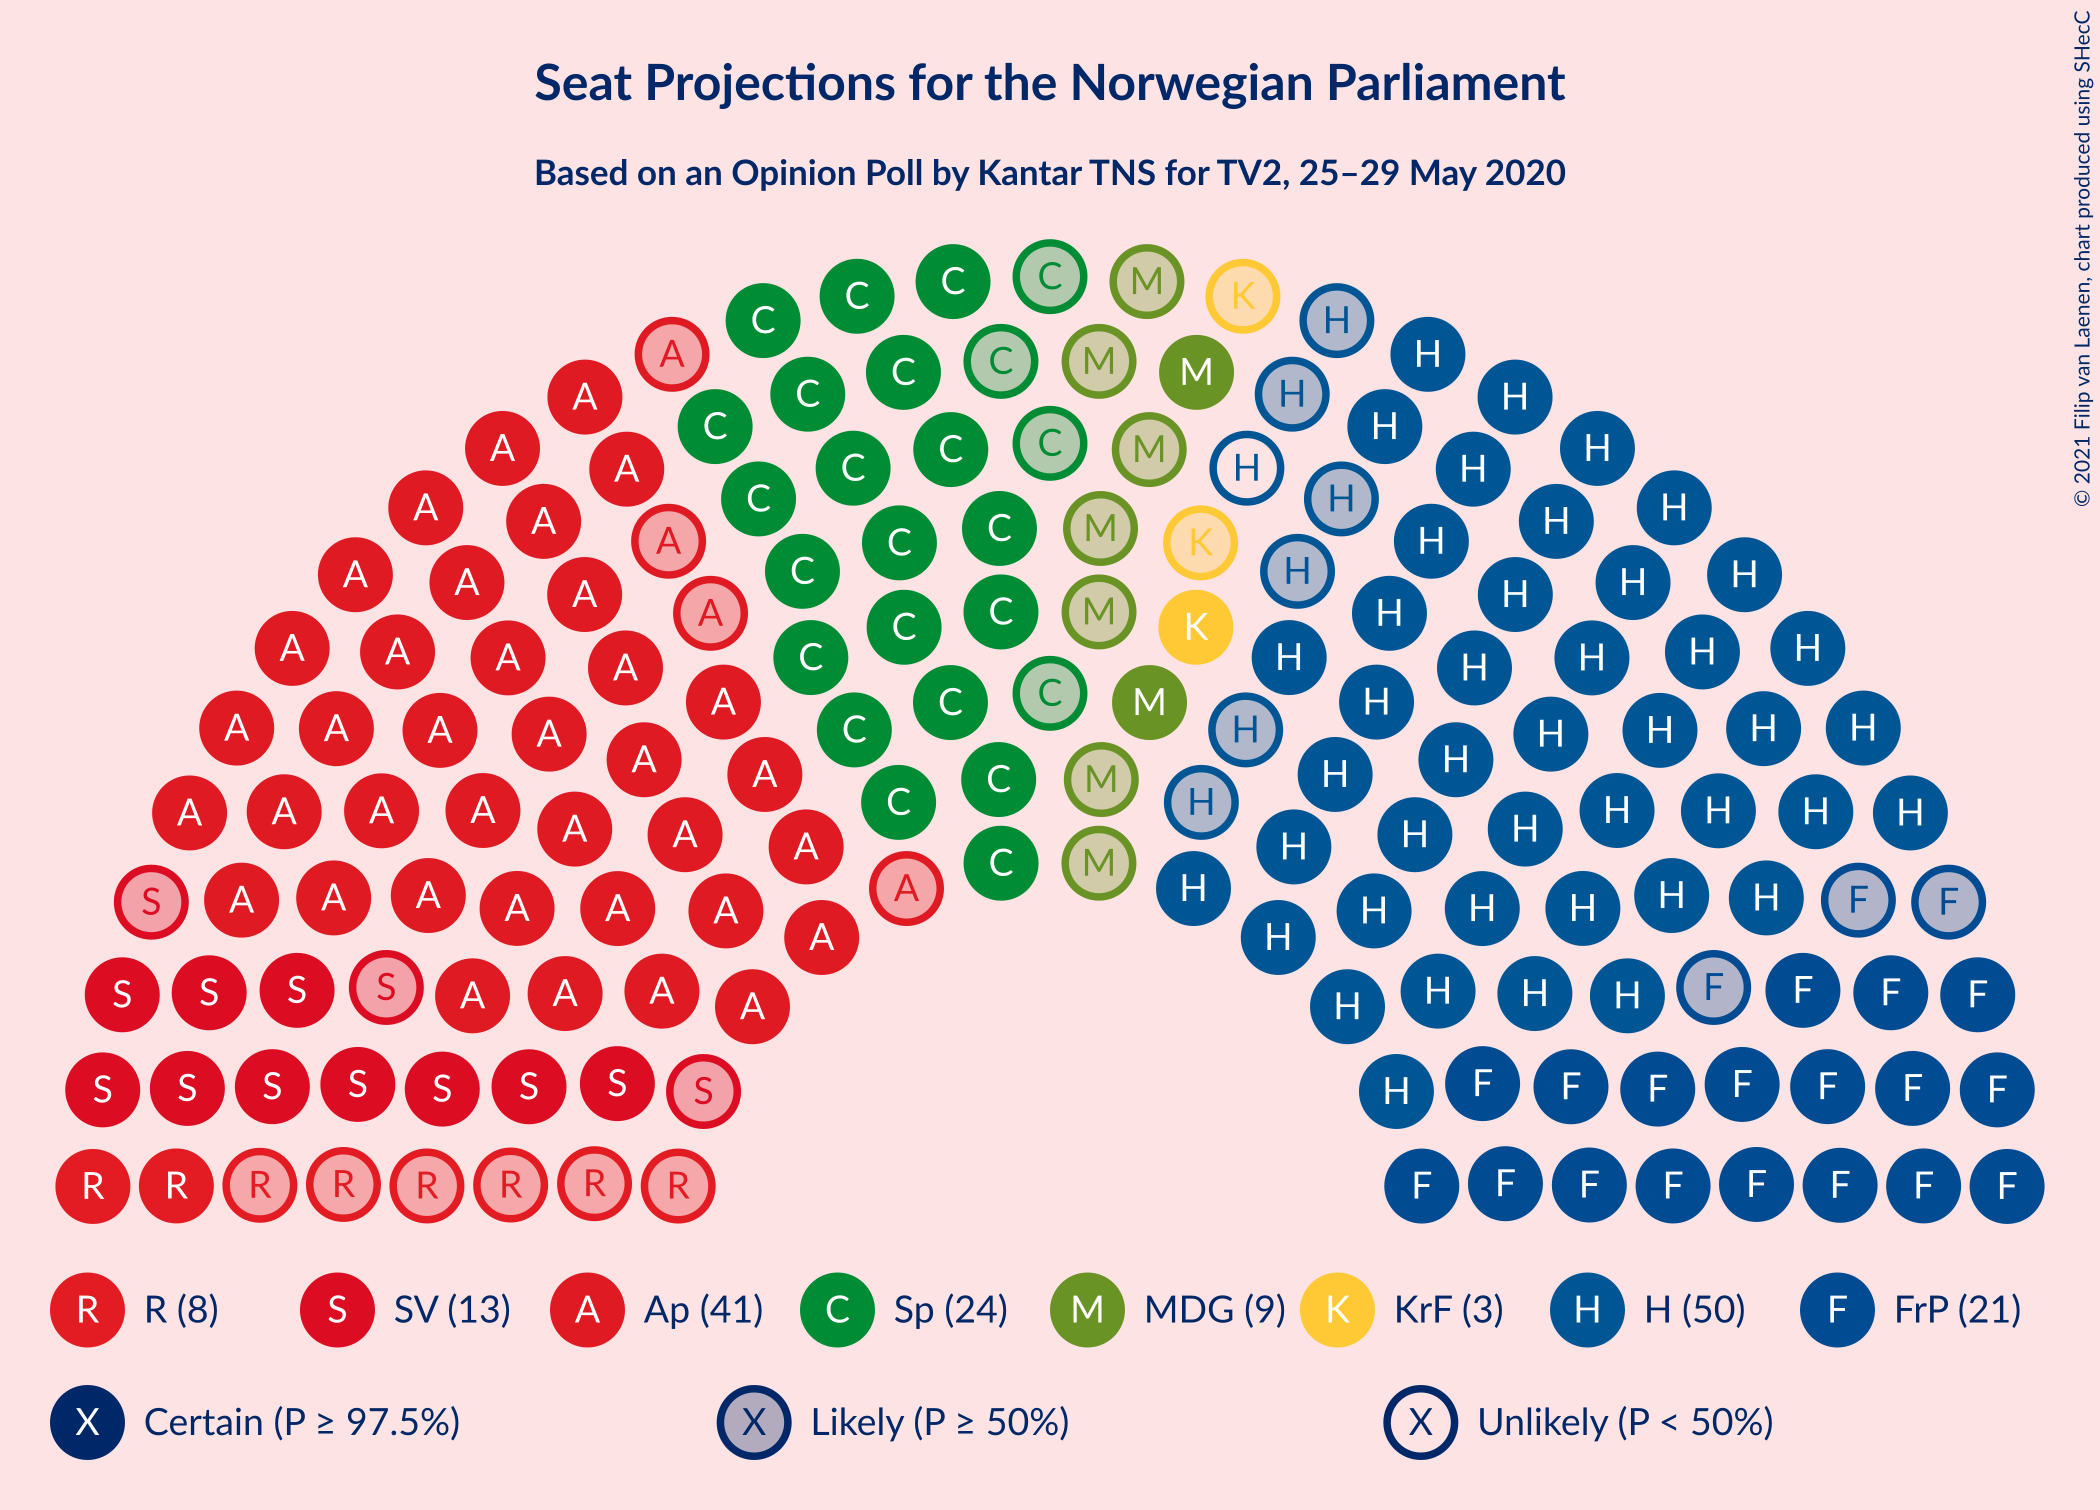 Seat Projections for the Norwegian Parliament
Based on an Opinion Poll by Kantar TNS for TV2, 25–29 May 2020
© 2021 Filip van Laenen, chart produced using SHecC
C C C C M K H
A C C C C M M H H H
A A C C C C M H H H H
A A A C C C M K H H H H
A A A A C C C M K H H H H
A A A A A C C C M H H H H H
A A A A A A C C M H H H H H H
A A A A A A A A C M H H H H H H H H
S A A A A A A A H H H H H H F F
S S S S A A A A H H H H F F F F
S S S S S S S S H F F F F F F F
R R R R R R R R F F F F F F F F
R R (8) S SV (13) A Ap (41) C Sp (24) M MDG (9) K KrF (3) H H (50) F FrP (21)
X Certain (P ≥ 97.5%) X Likely (P ≥ 50%) X Unlikely (P < 50%)